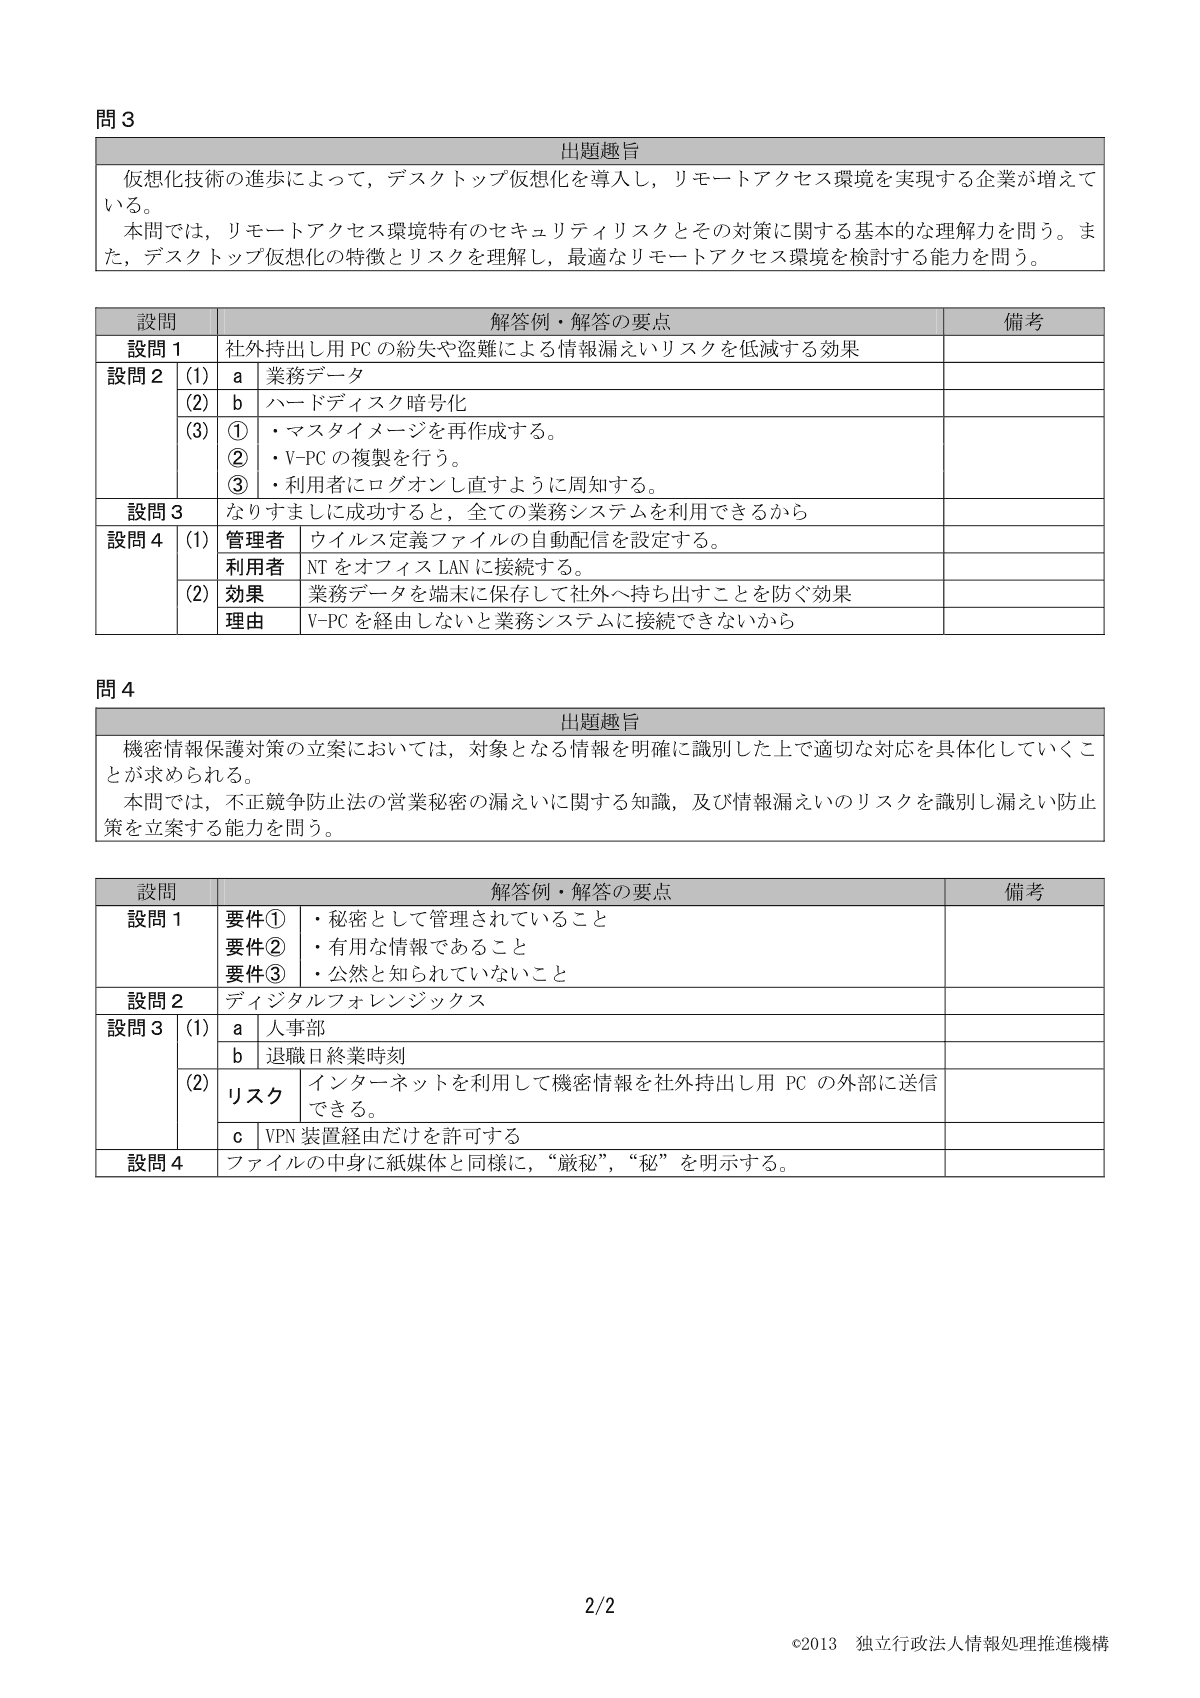 問３
出題趣旨
仮想化技術の進歩によって，デスクトップ仮想化を導入し，リモートアクセス環境を実現する企業が増えて
いる。
本問では，リモートアクセス環境特有のセキュリティリスクとその対策に関する基本的な理解力を問う。ま
た，デスクトップ仮想化の特徴とリスクを理解し，最適なリモートアクセス環境を検討する能力を問う。
設問 解答例・解答の要点 備考
設問１ 社外持出し用 PC の紛失や盗難による情報漏えいリスクを低減する効果
設問２ (1) a 業務データ
(2) b ハードディスク暗号化
(3) ① ・マスタイメージを再作成する。
② ・V-PC の複製を行う。
③ ・利用者にログオンし直すように周知する。
設問３ なりすましに成功すると，全ての業務システムを利用できるから
設問４ (1) 管理者 ウイルス定義ファイルの自動配信を設定する。
利用者 NT をオフィス LAN に接続する。
(2) 効果 業務データを端末に保存して社外へ持ち出すことを防ぐ効果
理由 V-PC を経由しないと業務システムに接続できないから
問４
出題趣旨
機密情報保護対策の立案においては，対象となる情報を明確に識別した上で適切な対応を具体化していくこ
とが求められる。
本問では，不正競争防止法の営業秘密の漏えいに関する知識，及び情報漏えいのリスクを識別し漏えい防止
策を立案する能力を問う。
設問 解答例・解答の要点 備考
設問１ 要件① ・秘密として管理されていること
要件② ・有用な情報であること
要件③ ・公然と知られていないこと
設問２ ディジタルフォレンジックス
設問３ (1) a 人事部
b 退職日終業時刻
(2) リスク インターネットを利用して機密情報を社外持出し用 PC の外部に送信
できる。
c VPN 装置経由だけを許可する
設問４ ファイルの中身に紙媒体と同様に，“厳秘”，“秘” を明示する。
2/2
©2013 独立行政法人情報処理推進機構